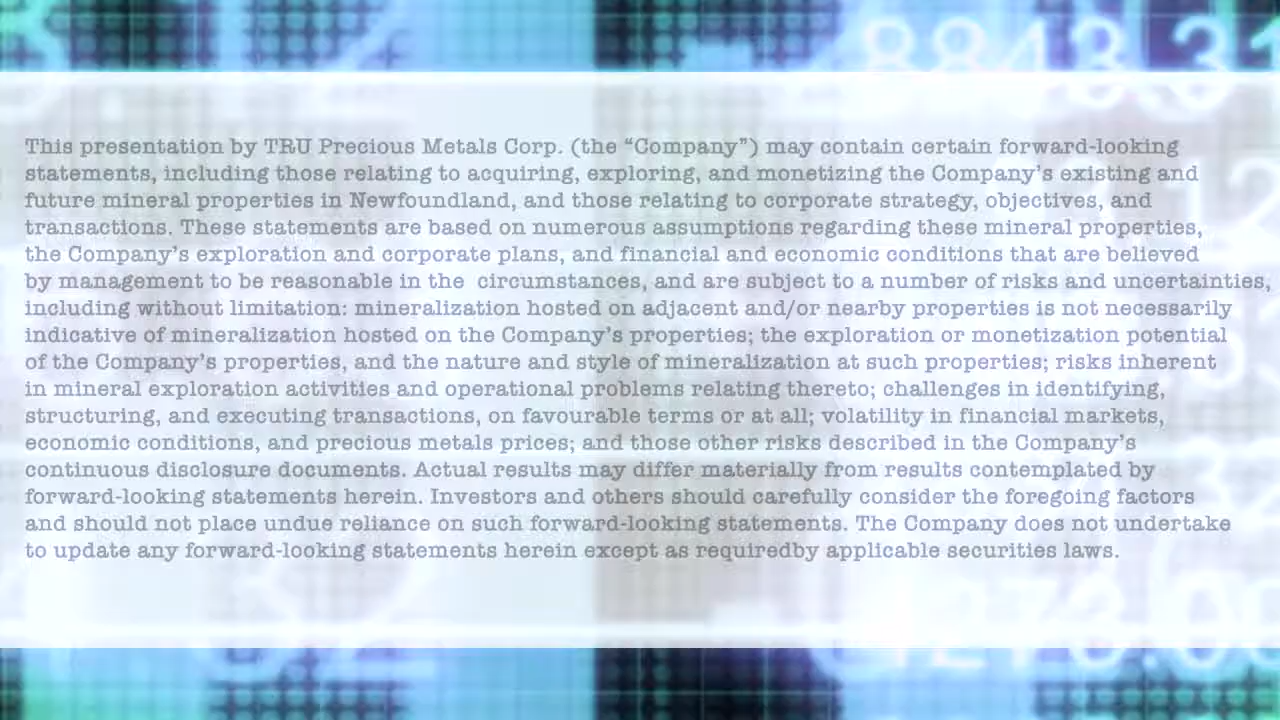 8843.31
This presentation by TRU Precious Metals Corp. (the “Company”) may contain certain forward-looking
statements, including those relating to acquiring, exploring, and monetizing the Company’s existing and
future mineral properties in Newfoundland, and those relating to corporate strategy, objectives, and
transactions. These statements are based on numerous assumptions regarding these mineral properties,
the Company’s exploration and corporate plans, and financial and economic conditions that are believed
by management to be reasonable in the  circumstances, and are subject to a number of risks and uncertainties,
including without limitation: mineralization hosted on adjacent and/or nearby properties is not necessarily
indicative of mineralization hosted on the Company’s properties; the exploration or monetization potential
of the Company’s properties, and the nature and style of mineralization at such properties; risks inherent
in mineral exploration activities and operational problems relating thereto; challenges in identifying,
structuring, and executing transactions, on favourable terms or at all; volatility in financial markets,
economic conditions, and precious metals prices; and those other risks described in the Company’s
continuous disclosure documents. Actual results may differ materially from results contemplated by
forward-looking statements herein. Investors and others should carefully consider the foregoing factors
and should not place undue reliance on such forward-looking statements. The Company does not undertake
to update any forward-looking statements herein except as requiredby applicable securities laws.